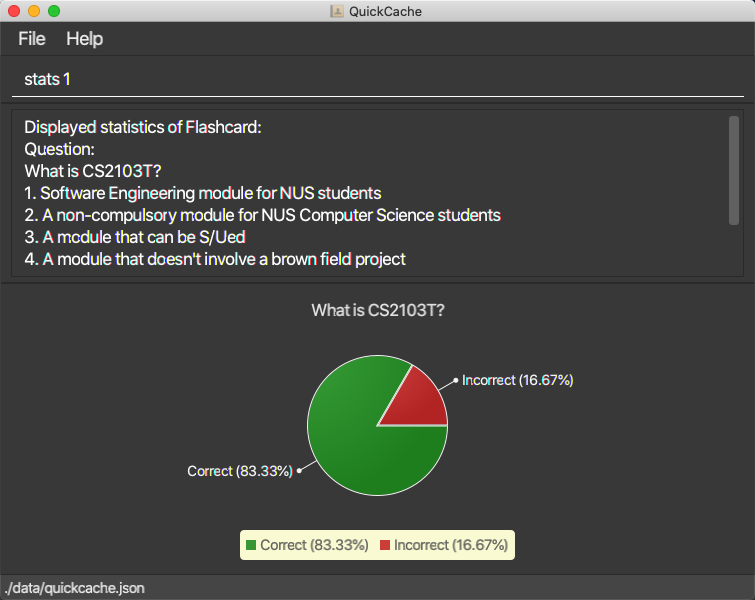 QuickCache
File Help
stats 1
Displayed statistics of Flashcard:
Question:
What is CS2103T?
1. Software Engineering module for NUS students
2. A non-compulsory module for NUS Computer Science students
3. A module that can be S/Ued
4. A module that doesn't involve a brown field project
What is CS2103T?
Incorrect (16.67%)
Correct (83.33%)
Correct (83.33%) Incorrect (16.67%)
./data/quickcache.json